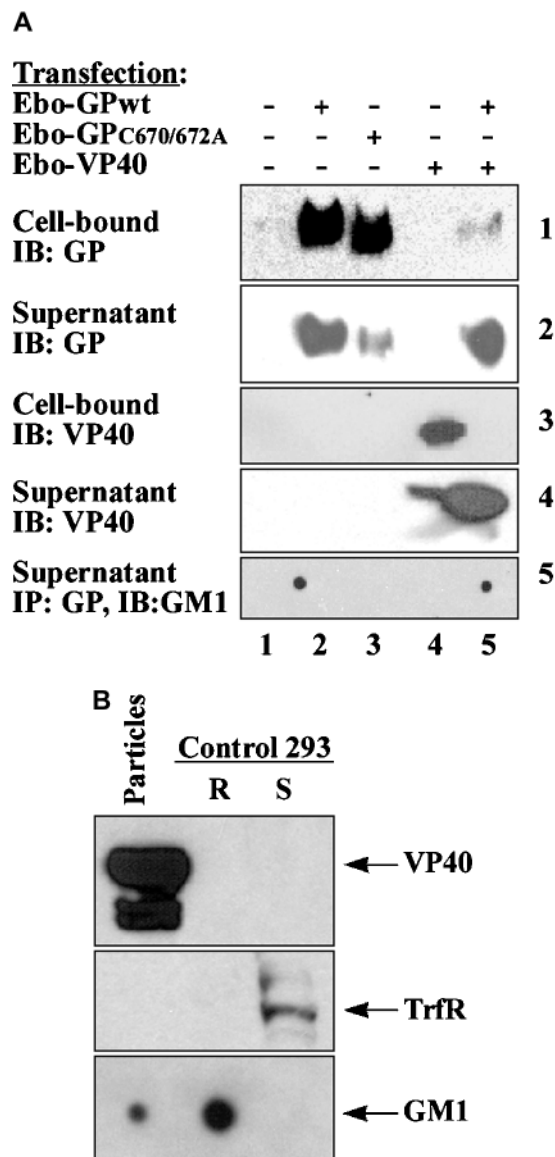 A
Transfection:
Ebo-GPwt - + - - +
Ebo-GPC670/672A - - + - -
Ebo-VP40 - - - + +
Cell-bound
IB: GP
1
Supernatant
IB: GP
2
Cell-bound
IB: VP40
3
Supernatant
IB: VP40
4
Supernatant
IP: GP, IB:GM1
5
1 2 3 4 5
B
Particles
Control 293
R S
VP40
TrfR
GM1